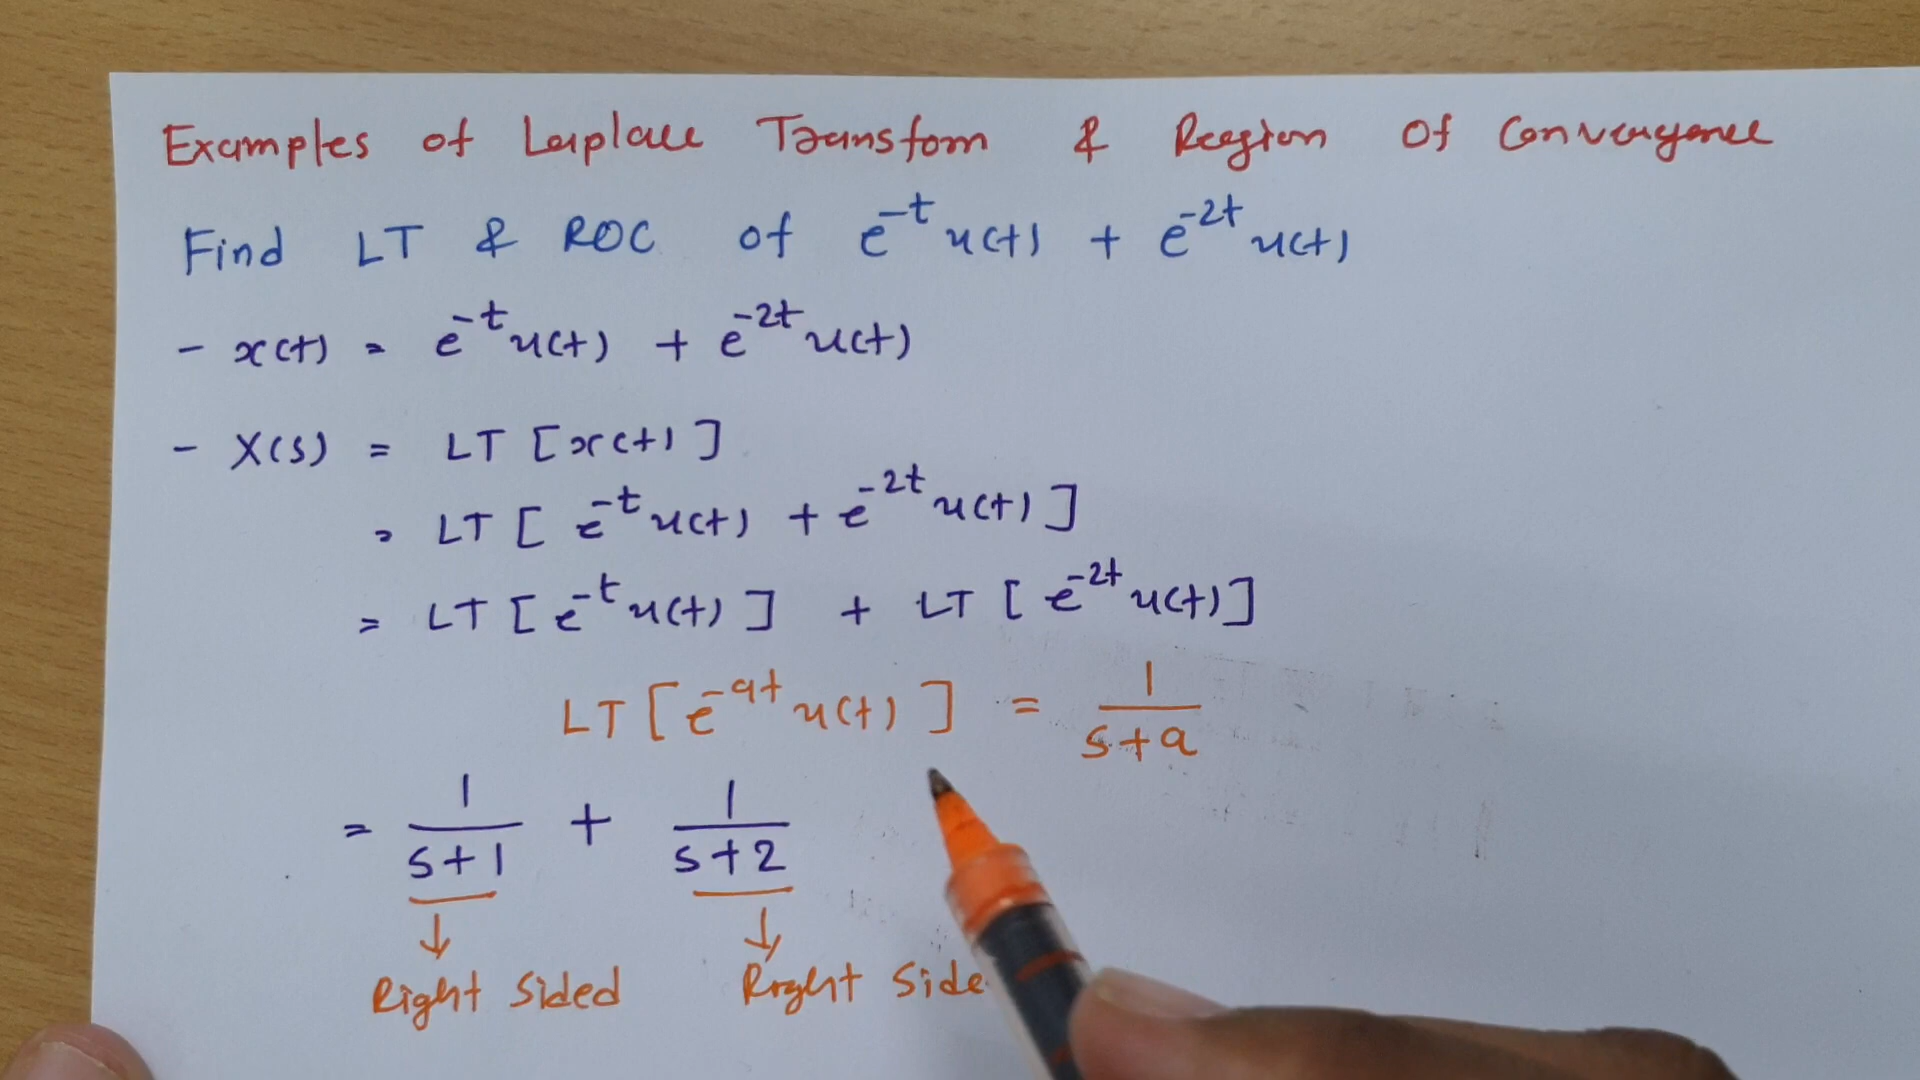 Examples of Laplace Transfom & Region Of Convergence
Find LT & ROC of e^-t u(t) + e^-2t u(t)
- x(t) = e^-t u(t) + e^-2t u(t)
- X(s) = LT [x(t)]
= LT [ e^-t u(t) + e^-2t u(t) ]
= LT [ e^-t u(t) ] + LT [ e^-2t u(t) ]
LT [ e^-at u(t) ] = 1/(s+a)
= 1/(s+1) + 1/(s+2)
↓ ↓
Right Sided Right Side